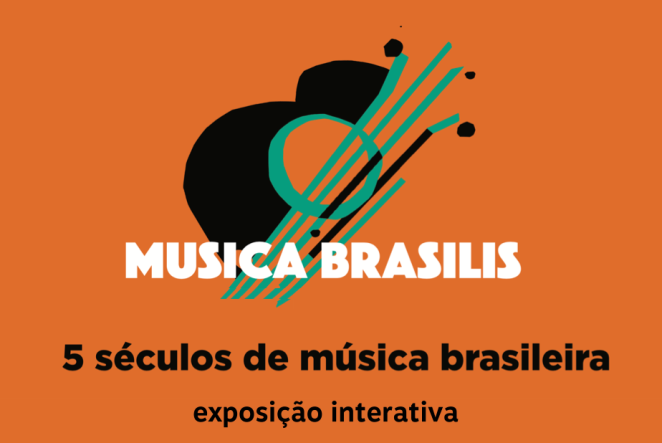 MUSICA BRASILIS
5 séculos de música brasileira
exposição interativa